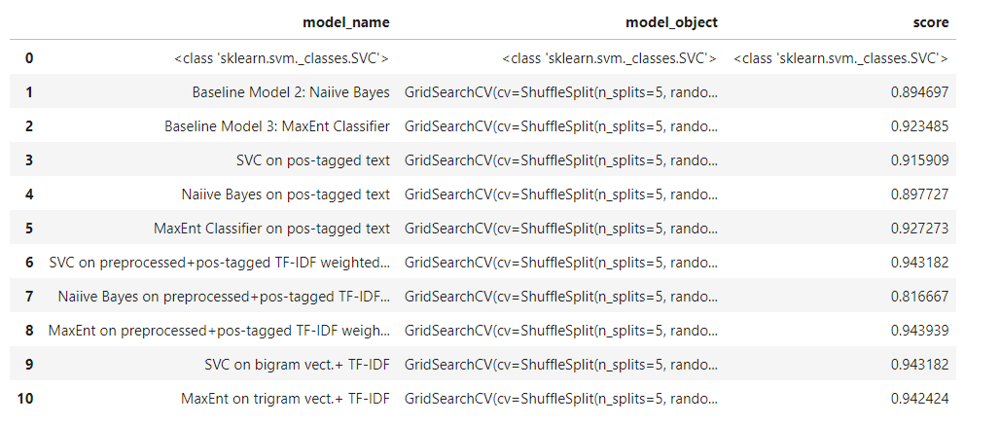 model_name model_object score
0 <class 'sklearn.svm._classes.SVC'> <class 'sklearn.svm._classes.SVC'> <class 'sklearn.svm._classes.SVC'>
1 Baseline Model 2: Naiive Bayes GridSearchCV(cv=ShuffleSplit(n_splits=5, rando... 0.894697
2 Baseline Model 3: MaxEnt Classifier GridSearchCV(cv=ShuffleSplit(n_splits=5, rando... 0.923485
3 SVC on pos-tagged text GridSearchCV(cv=ShuffleSplit(n_splits=5, rando... 0.915909
4 Naiive Bayes on pos-tagged text GridSearchCV(cv=ShuffleSplit(n_splits=5, rando... 0.897727
5 MaxEnt Classifier on pos-tagged text GridSearchCV(cv=ShuffleSplit(n_splits=5, rando... 0.927273
6 SVC on preprocessed+pos-tagged TF-IDF weighted... GridSearchCV(cv=ShuffleSplit(n_splits=5, rando... 0.943182
7 Naiive Bayes on preprocessed+pos-tagged TF-IDF... GridSearchCV(cv=ShuffleSplit(n_splits=5, rando... 0.816667
8 MaxEnt on preprocessed+pos-tagged TF-IDF weigh... GridSearchCV(cv=ShuffleSplit(n_splits=5, rando... 0.943939
9 SVC on bigram vect.+ TF-IDF GridSearchCV(cv=ShuffleSplit(n_splits=5, rando... 0.943182
10 MaxEnt on trigram vect.+ TF-IDF GridSearchCV(cv=ShuffleSplit(n_splits=5, rando... 0.942424